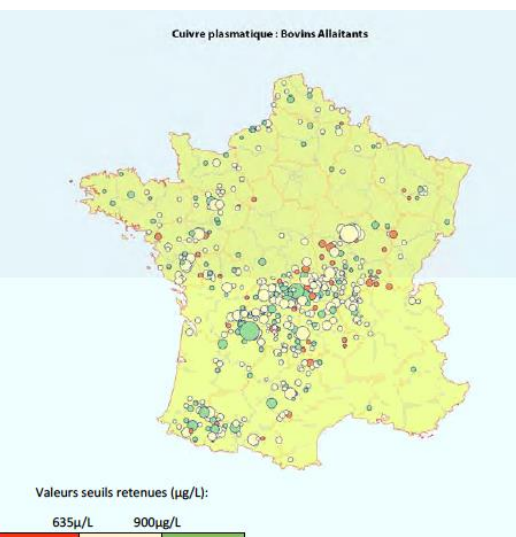 Cuivre plasmatique : Bovins Allaitants
Valeurs seuils retenues (µg/L):
635µ/L 900µg/L